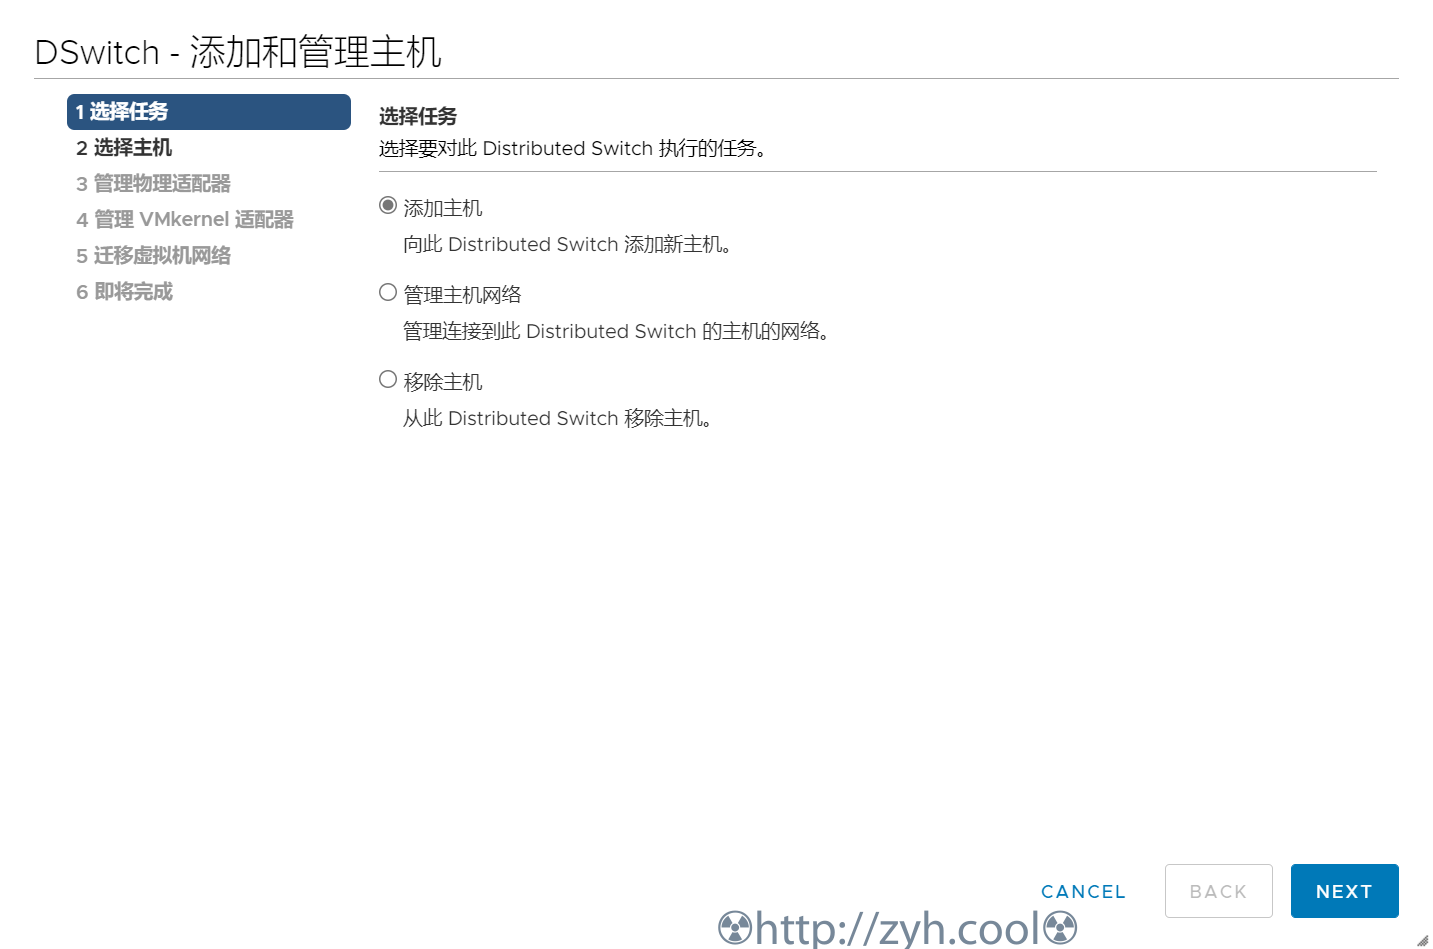 DSwitch - 添加和管理主机
1 选择任务
2 选择主机
3 管理物理适配器
4 管理 VMkernel 适配器
5 迁移虚拟机网络
6 即将完成
选择任务
选择要对此 Distributed Switch 执行的任务。
添加主机
向此 Distributed Switch 添加新主机。
管理主机网络
管理连接到此 Distributed Switch 的主机的网络。
移除主机
从此 Distributed Switch 移除主机。
CANCEL
BACK
NEXT
☢http://zyh.cool☢